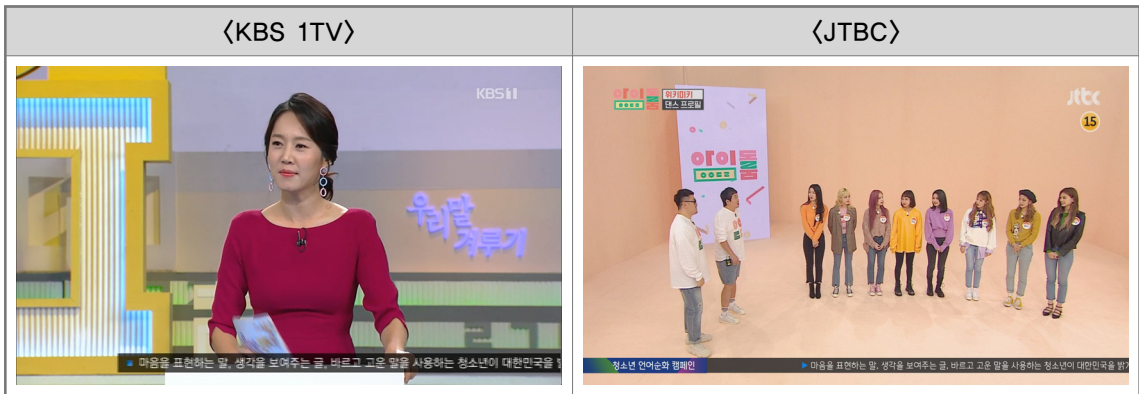 〈KBS 1TV〉
〈JTBC〉
KBS1
우리말
겨루기
마음을 표현하는 말, 생각을 보여주는 글, 바르고 고운 말을 사용하는 청소년이 대한민국을
아이돌룸
위키미키
댄스 프로필
jtbc
15
아이돌룸
청소년 언어순화 캠페인
마음을 표현하는 말, 생각을 보여주는 글, 바르고 고운 말을 사용하는 청소년이 대한민국을 밝